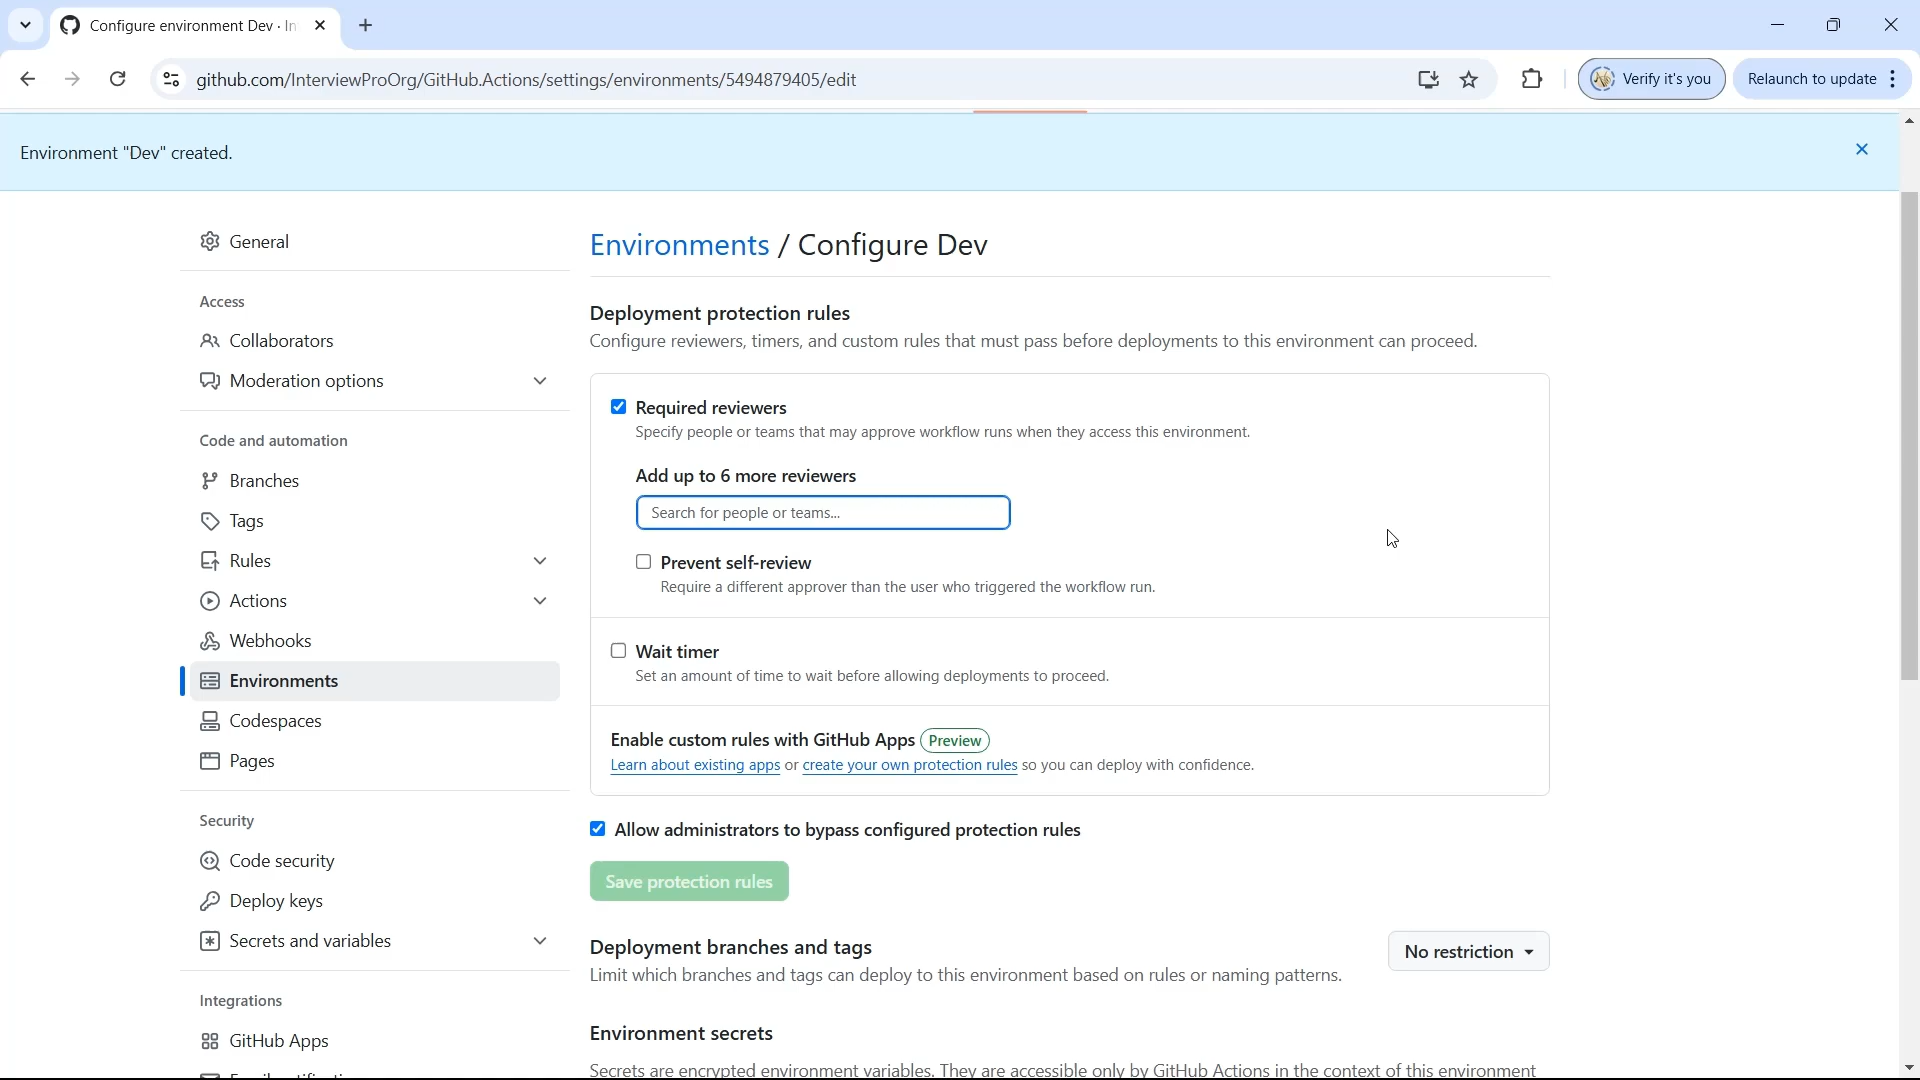 Configure environment Dev · In
github.com/InterviewProOrg/GitHub.Actions/settings/environments/5494879405/edit
Verify it's you
Relaunch to update
Environment "Dev" created.
General
Access
Collaborators
Moderation options
Code and automation
Branches
Tags
Rules
Actions
Webhooks
Environments
Codespaces
Pages
Security
Code security
Deploy keys
Secrets and variables
Integrations
GitHub Apps
Environments / Configure Dev
Deployment protection rules
Configure reviewers, timers, and custom rules that must pass before deployments to this environment can proceed.
Required reviewers
Specify people or teams that may approve workflow runs when they access this environment.
Add up to 6 more reviewers
Search for people or teams...
Prevent self-review
Require a different approver than the user who triggered the workflow run.
Wait timer
Set an amount of time to wait before allowing deployments to proceed.
Enable custom rules with GitHub Apps Preview
Learn about existing apps or create your own protection rules so you can deploy with confidence.
Allow administrators to bypass configured protection rules
Save protection rules
Deployment branches and tags
No restriction
Limit which branches and tags can deploy to this environment based on rules or naming patterns.
Environment secrets
Secrets are encrypted environment variables. They are accessible only by GitHub Actions in the context of this environment